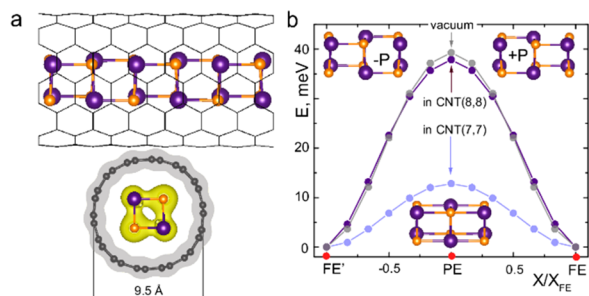 a
9.5 Å
b
vacuum
-P
+P
in CNT(8,8)
in CNT(7,7)
E, meV
40
30
20
10
0
FE' -0.5 PE 0.5 FE
X/X_FE